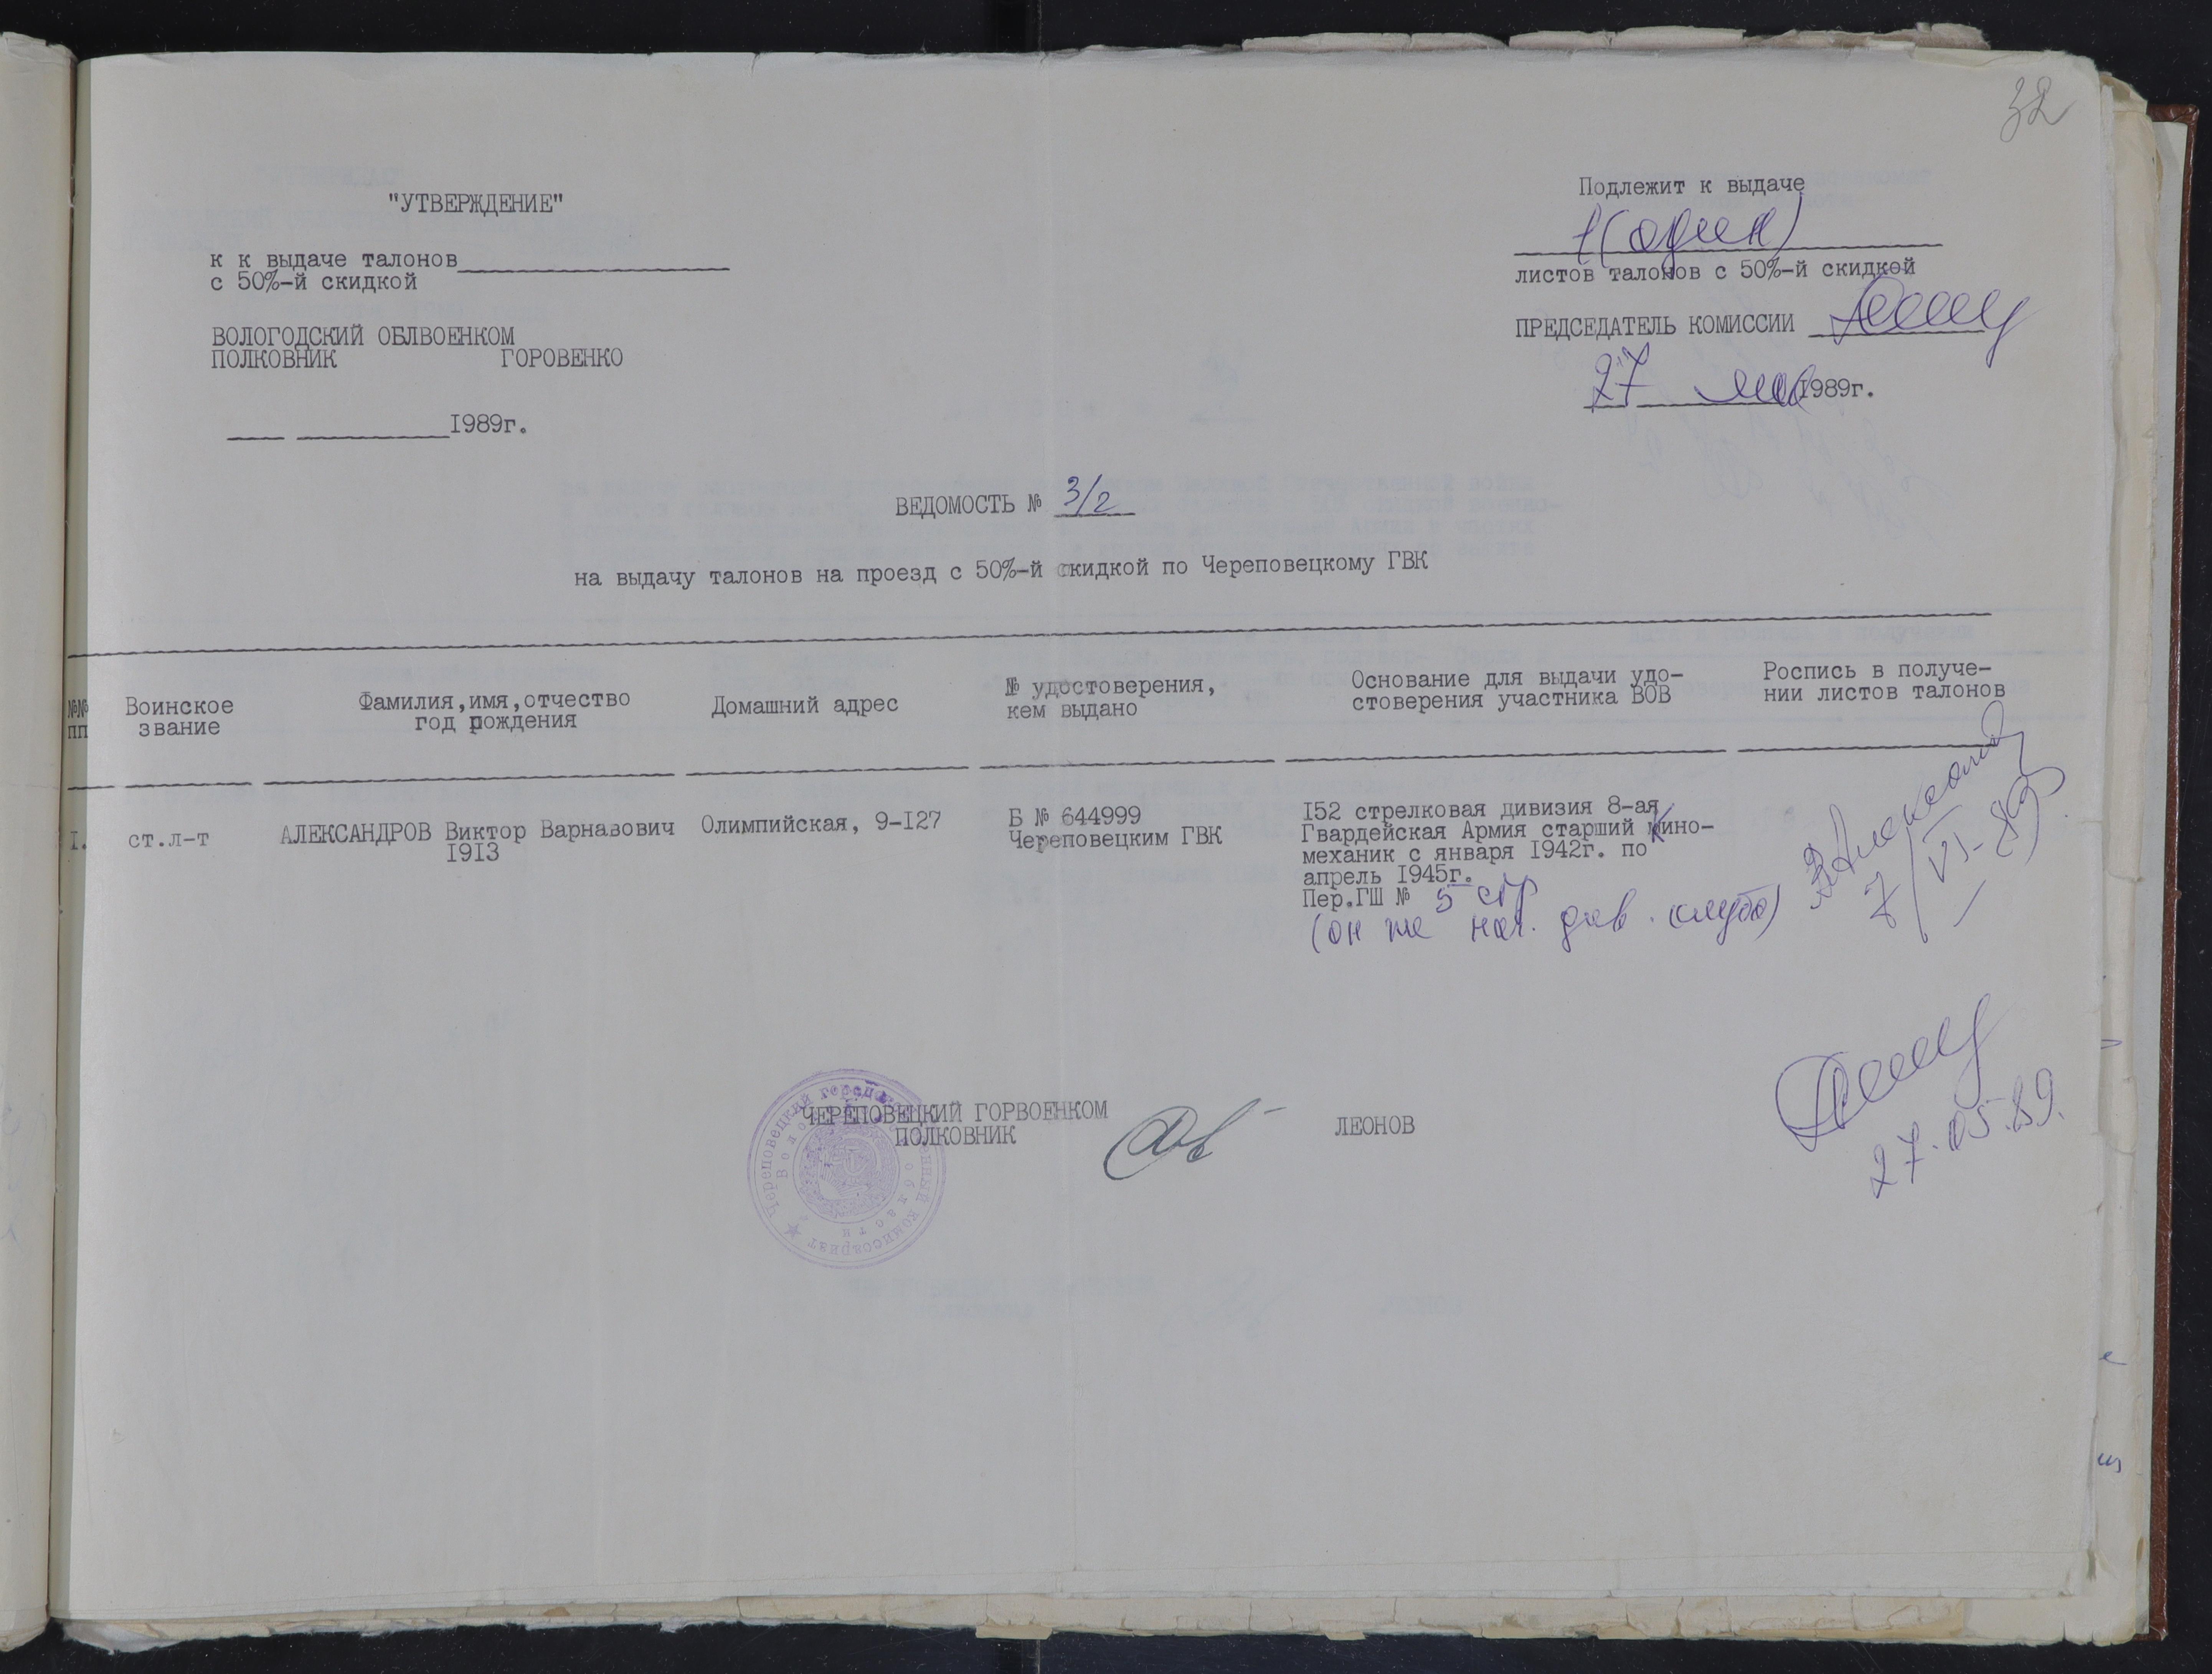 32
"УТВЕРЖДЕНИЕ"
к к выдаче талонов
с 50%-й скидкой
ВОЛОГОДСКИЙ ОБЛВОЕНКОМ
ПОЛКОВНИК ГОРОВЕНКО
1989г.
Подлежит к выдаче
1 (один)
листов талонов с 50%-й скидкой
ПРЕДСЕДАТЕЛЬ КОМИССИИ
27 мая 1989г.
ВЕДОМОСТЬ № 3/2
на выдачу талонов на проезд с 50%-й скидкой по Череповецкому ГВК
№№ пп
Воинское звание
Фамилия,имя,отчество
год рождения
Домашний адрес
№ удостоверения,
кем выдано
Основание для выдачи удо-
стоверения участника ВОВ
Роспись в получе-
нии листов талонов
1.
ст.л-т
АЛЕКСАНДРОВ Виктор Варнавович
1913
Олимпийская, 9-127
Б № 644999
Череповецким ГВК
152 стрелковая дивизия 8-ая
Гвардейская Армия старший кино-
механик с января 1942г. по
апрель 1945г.
Пер.ГШ № 5 стр
(он же нач. див. клуба)
7/VI-89
ЧЕРЕПОВЕЦКИЙ ГОРВОЕНКОМ
ПОЛКОВНИК ЛЕОНОВ
27.05.89.